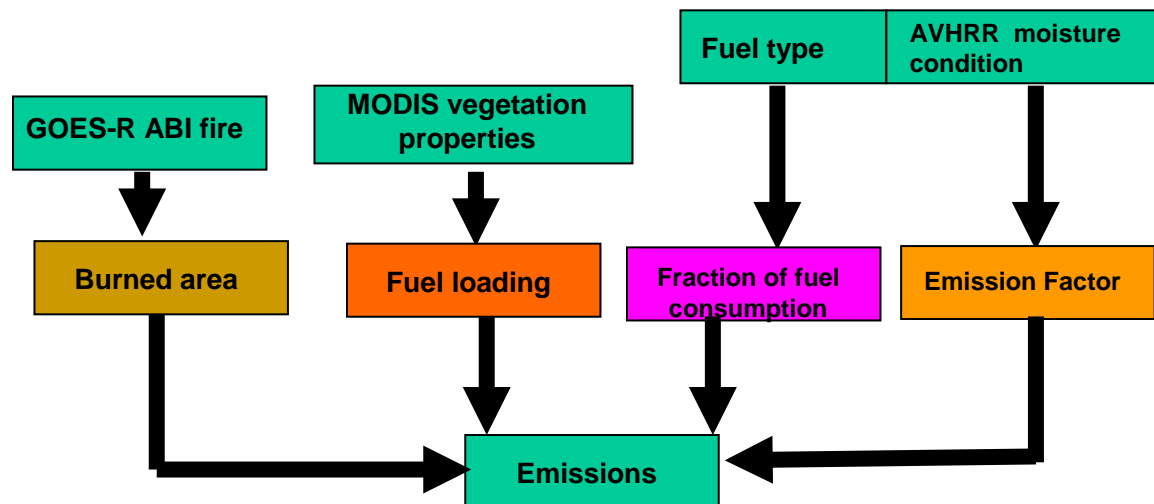 Fuel type
AVHRR moisture
condition
GOES-R ABI fire
MODIS vegetation
properties
Burned area
Fuel loading
Fraction of fuel
consumption
Emission Factor
Emissions